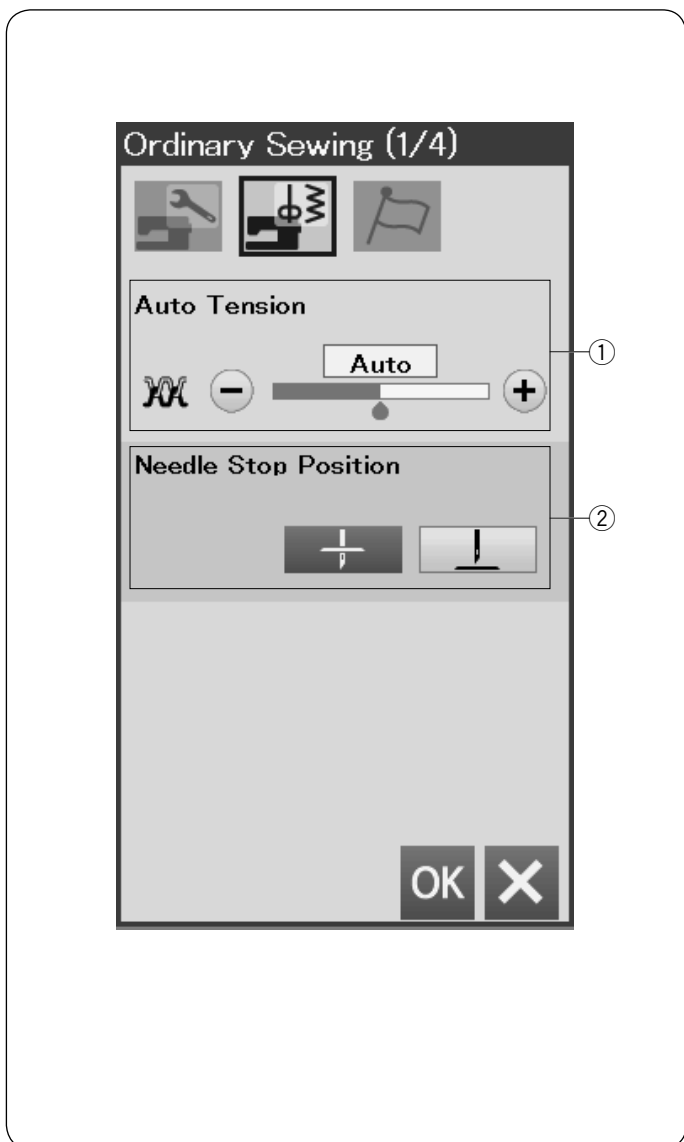 Ordinary Sewing (1/4)
Auto Tension
①
Auto
− +
Needle Stop Position
②
OK ×